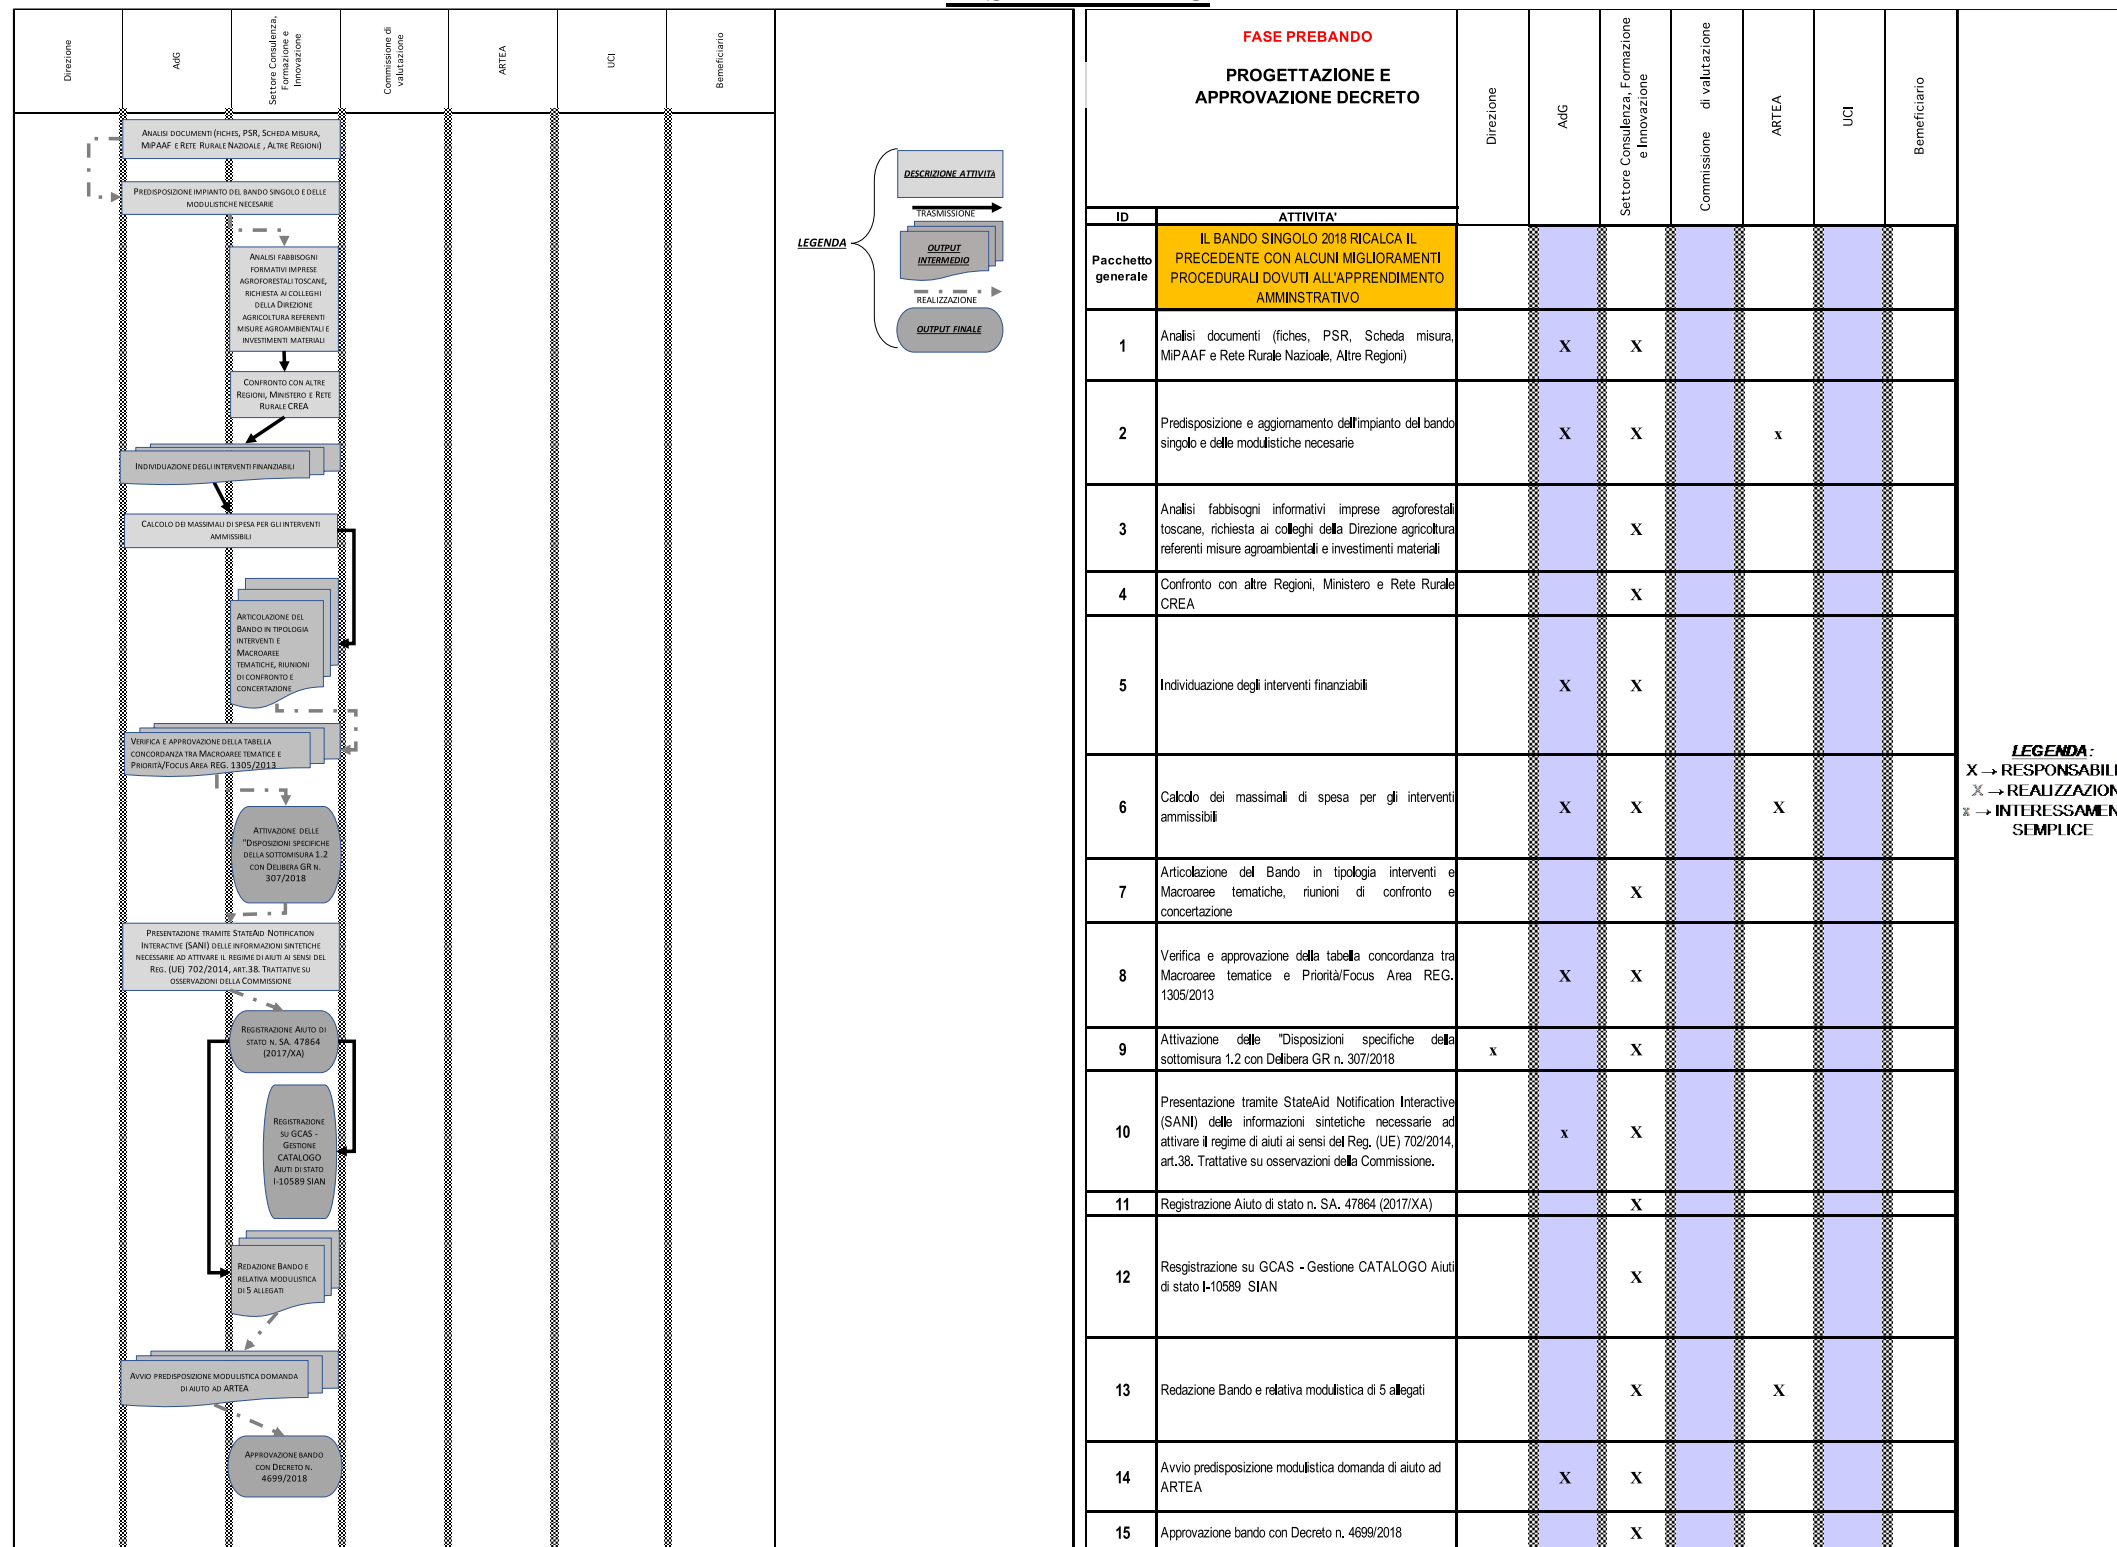 Direzione
AdG
Settore Consulenza,
Formazione e
Innovazione
Commissione di
valutazione
ARTEA
UCI
Bemeficiario
ANALISI DOCUMENTI (FICHES, PSR, SCHEDA MISURA,
MIPAAF E RETE RURALE NAZIOALE , ALTRE REGIONI)
PREDISPOSIZIONE IMPIANTO DEL BANDO SINGOLO E DELLE
MODULISTICHE NECESARIE
ANALISI FABBISOGNI
FORMATIVI IMPRESE
AGROFORESTALI TOSCANE,
RICHIESTA AI COLLEGHI
DELLA DIREZIONE
AGRICOLTURA REFERENTI
MISURE AGROAMBIENTALI E
INVESTIMENTI MATERIALI
CONFRONTO CON ALTRE
REGIONI, MINISTERO E RETE
RURALE CREA
INDIVIDUAZIONE DEGLI INTERVENTI FINANZIABILI
CALCOLO DEI MASSIMALI DI SPESA PER GLI INTERVENTI
AMMISSIBILI
ARTICOLAZIONE DEL
BANDO IN TIPOLOGIA
INTERVENTI E
MACROAREE
TEMATICHE, RIUNIONI
DI CONFRONTO E
CONCERTAZIONE
VERIFICA E APPROVAZIONE DELLA TABELLA
CONCORDANZA TRA MACROAREE TEMATICE E
PRIORITÀ/FOCUS AREA REG. 1305/2013
ATTIVAZIONE DELLE
"DISPOSIZIONI SPECIFICHE
DELLA SOTTOMISURA 1.2
CON DELIBERA GR N.
307/2018
PRESENTAZIONE TRAMITE STATEAID NOTIFICATION
INTERACTIVE (SANI) DELLE INFORMAZIONI SINTETICHE
NECESSARIE AD ATTIVARE IL REGIME DI AIUTI AI SENSI DEL
REG. (UE) 702/2014, ART.38. TRATTATIVE SU
OSSERVAZIONI DELLA COMMISSIONE
REGISTRAZIONE AIUTO DI
STATO N. SA. 47864
(2017/XA)
REGISTRAZIONE
SU GCAS -
GESTIONE
CATALOGO
AIUTI DI STATO
I-10589 SIAN
REDAZIONE BANDO E
RELATIVA MODULISTICA
DI 5 ALLEGATI
AVVIO PREDISPOSIZIONE MODULISTICA DOMANDA
DI AIUTO AD ARTEA
APPROVAZIONE BANDO
CON DECRETO N.
4699/2018
LEGENDA
DESCRIZIONE ATTIVITÀ
TRASMISSIONE
OUTPUT
INTERMEDIO
REALIZZAZIONE
OUTPUT FINALE
FASE PREBANDO
PROGETTAZIONE E
APPROVAZIONE DECRETO
Direzione
AdG
Settore Consulenza, Formazione
e Innovazione
Commissione di valutazione
ARTEA
UCI
Bemeficiario
ID ATTIVITA'
Pacchetto
generale
IL BANDO SINGOLO 2018 RICALCA IL
PRECEDENTE CON ALCUNI MIGLIORAMENTI
PROCEDURALI DOVUTI ALL'APPRENDIMENTO
AMMINSTRATIVO
1 Analisi documenti (fiches, PSR, Scheda misura,
MiPAAF e Rete Rurale Nazioale, Altre Regioni) X X
2 Predisposizione e aggiornamento dell'impianto del bando
singolo e delle modulistiche necesarie X X x
3 Analisi fabbisogni informativi imprese agroforestali
toscane, richiesta ai colleghi della Direzione agricoltura
referenti misure agroambientali e investimenti materiali X
4 Confronto con altre Regioni, Ministero e Rete Rurale
CREA X
5 Individuazione degli interventi finanziabili X X
6 Calcolo dei massimali di spesa per gli interventi
ammissibili X X X
7 Articolazione del Bando in tipologia interventi e
Macroaree tematiche, riunioni di confronto e
concertazione X
8 Verifica e approvazione della tabella concordanza tra
Macroaree tematice e Priorità/Focus Area REG.
1305/2013 X X
9 Attivazione delle "Disposizioni specifiche della
sottomisura 1.2 con Delibera GR n. 307/2018 x X
10 Presentazione tramite StateAid Notification Interactive
(SANI) delle informazioni sintetiche necessarie ad
attivare il regime di aiuti ai sensi del Reg. (UE) 702/2014,
art.38. Trattative su osservazioni della Commissione. x X
11 Registrazione Aiuto di stato n. SA. 47864 (2017/XA) X
12 Resgistrazione su GCAS - Gestione CATALOGO Aiuti
di stato I-10589 SIAN X
13 Redazione Bando e relativa modulistica di 5 allegati X X
14 Avvio predisposizione modulistica domanda di aiuto ad
ARTEA X X
15 Approvazione bando con Decreto n. 4699/2018 X
LEGENDA:
X → RESPONSABILI
X → REALIZZAZION
x → INTERESSAMEN
SEMPLICE